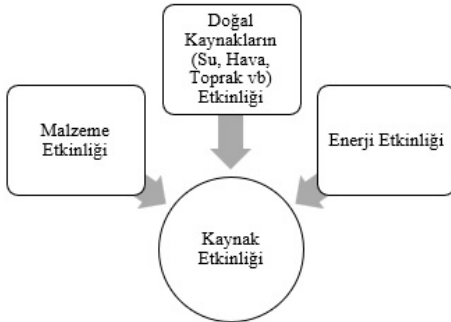 Doğal
Kaynakların
(Su, Hava,
Toprak vb)
Etkinliği
Malzeme
Etkinliği
Enerji Etkinliği
Kaynak
Etkinliği